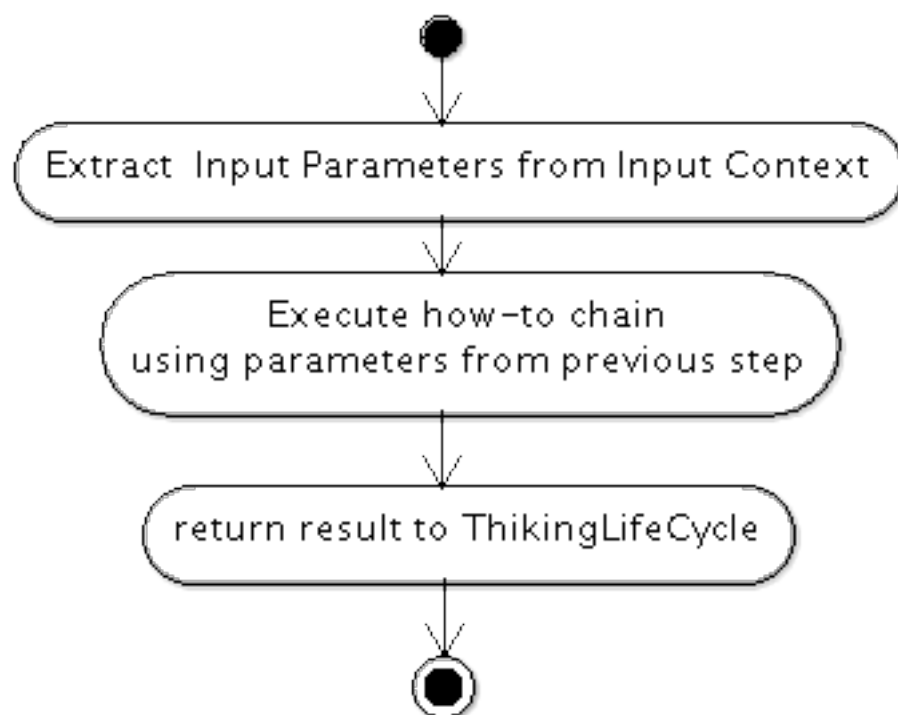 Extract Input Parameters from Input Context
Execute how-to chain
using parameters from previous step
return result to ThikingLifeCycle